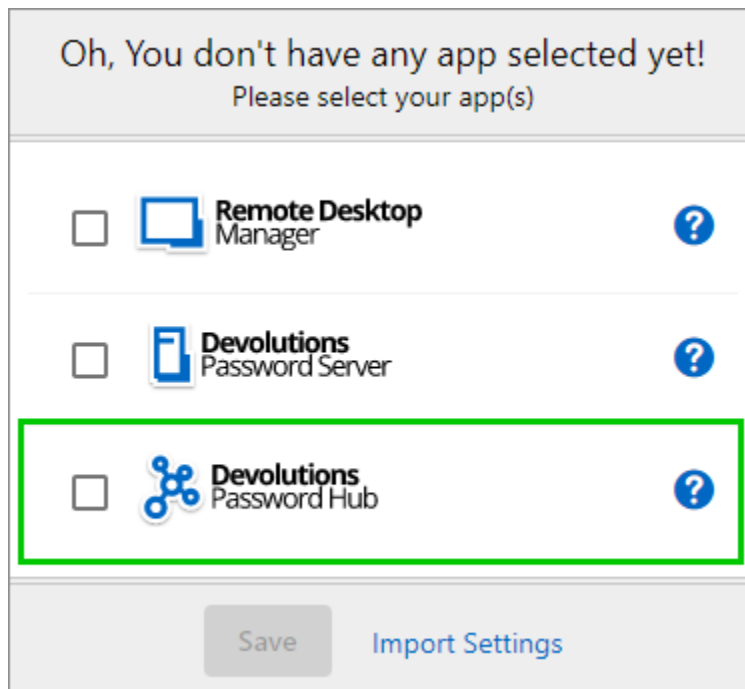 Oh, You don't have any app selected yet!
Please select your app(s)
Remote Desktop
Manager
?
Devolutions
Password Server
?
Devolutions
Password Hub
?
Save
Import Settings